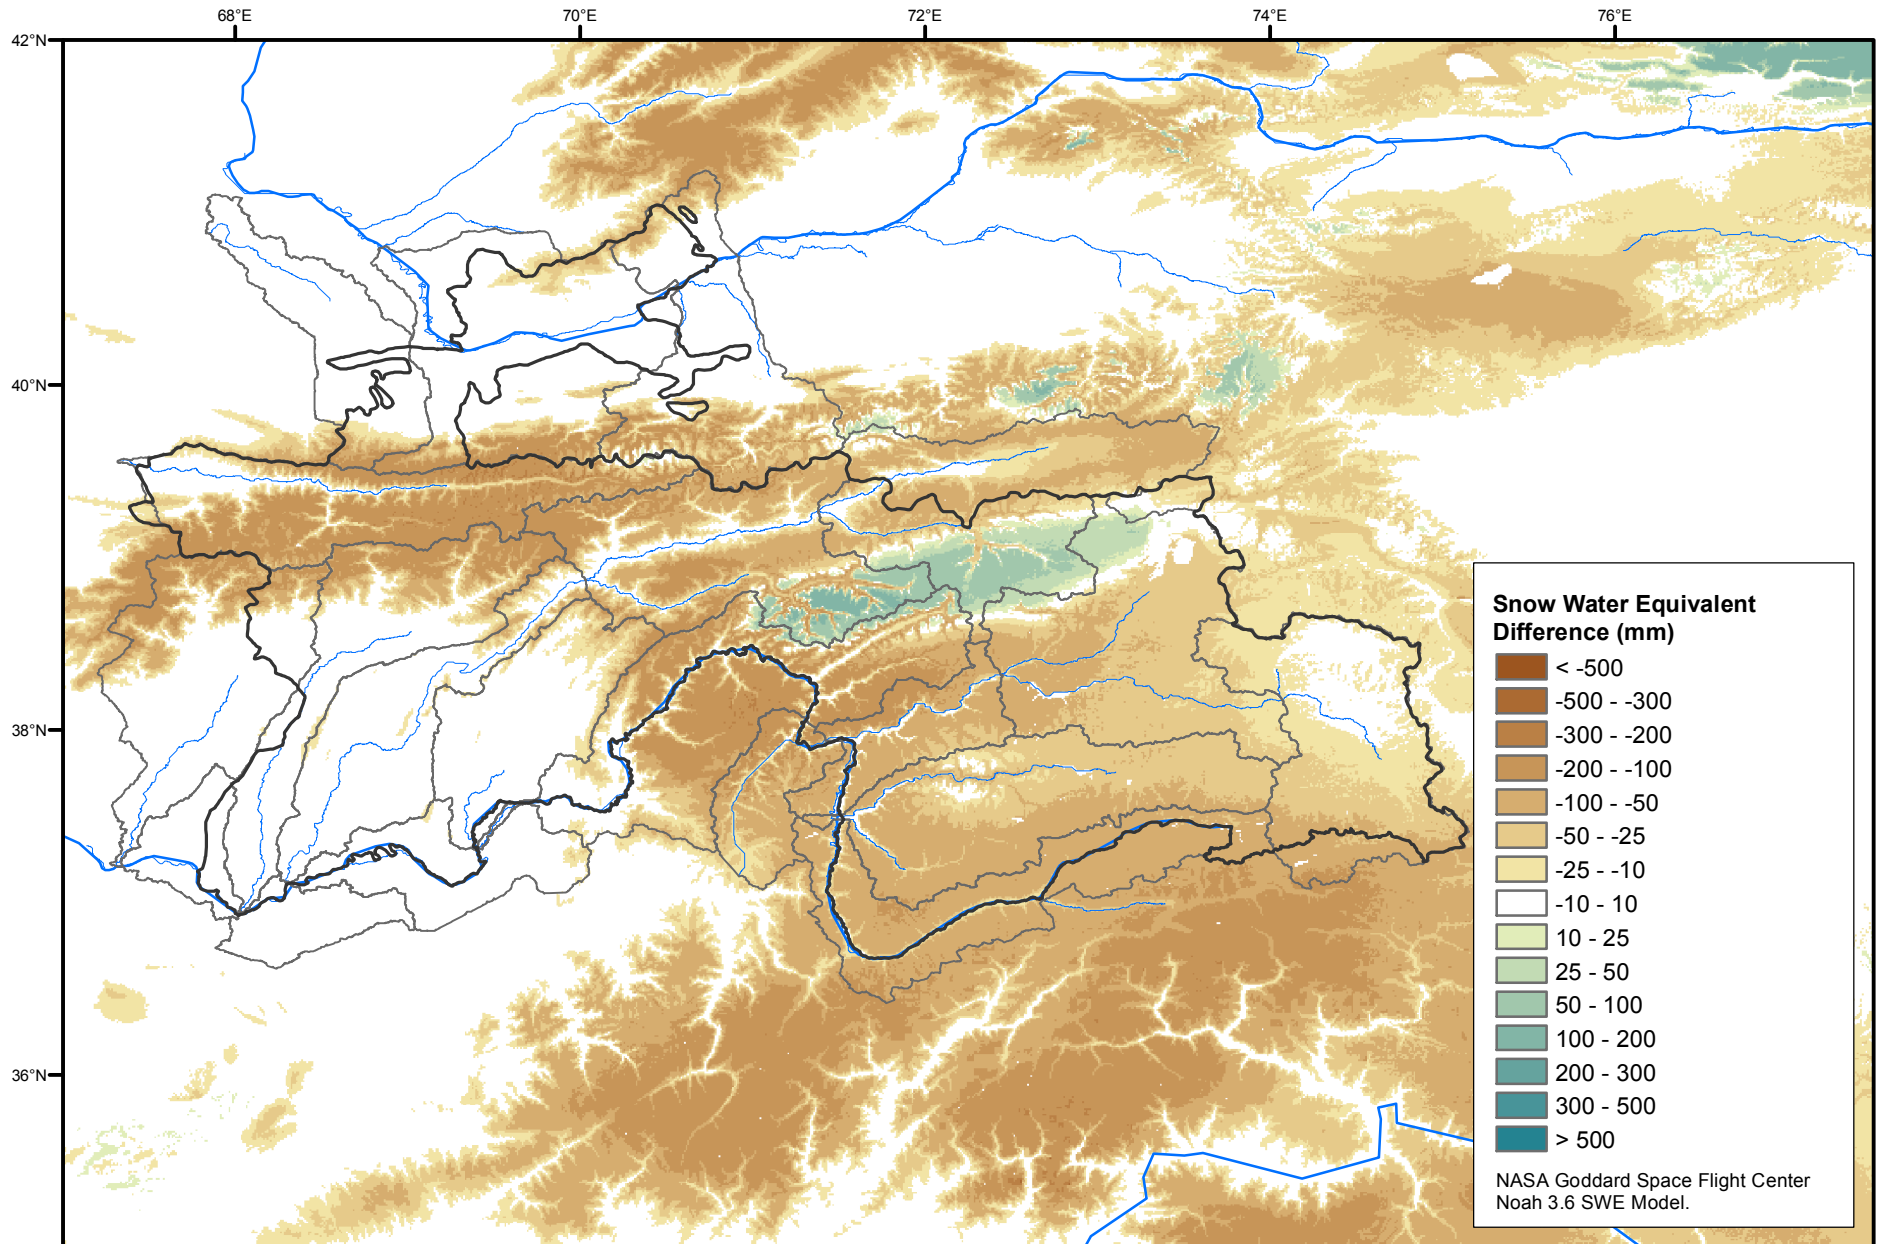 68°E 70°E 72°E 74°E 76°E
42°N
40°N
38°N
36°N
Snow Water Equivalent
Difference (mm)
< -500
-500 - -300
-300 - -200
-200 - -100
-100 - -50
-50 - -25
-25 - -10
-10 - 10
10 - 25
25 - 50
50 - 100
100 - 200
200 - 300
300 - 500
> 500
NASA Goddard Space Flight Center
Noah 3.6 SWE Model.